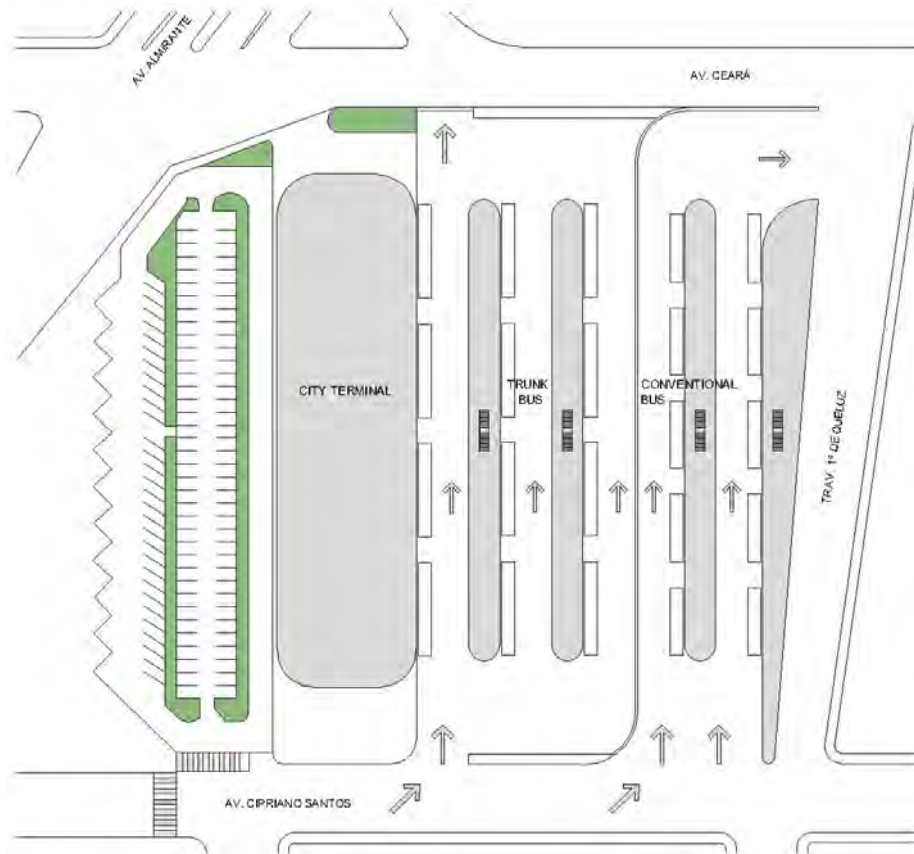 AV. ALMIRANTE
AV. CEARÁ
CITY TERMINAL
TRUNK
BUS
CONVENTIONAL
BUS
TRAV. 1º DE QUELUZ
AV. CIPRIANO SANTOS